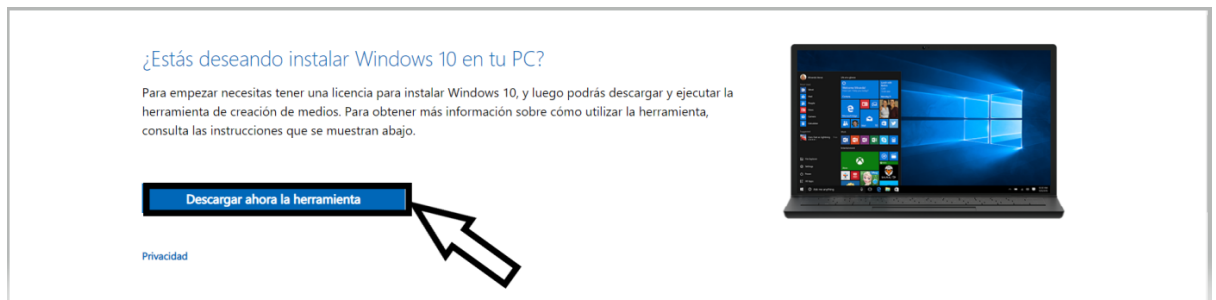 ¿Estás deseando instalar Windows 10 en tu PC?
Para empezar necesitas tener una licencia para instalar Windows 10, y luego podrás descargar y ejecutar la
herramienta de creación de medios. Para obtener más información sobre cómo utilizar la herramienta,
consulta las instrucciones que se muestran abajo.
Descargar ahora la herramienta
Privacidad